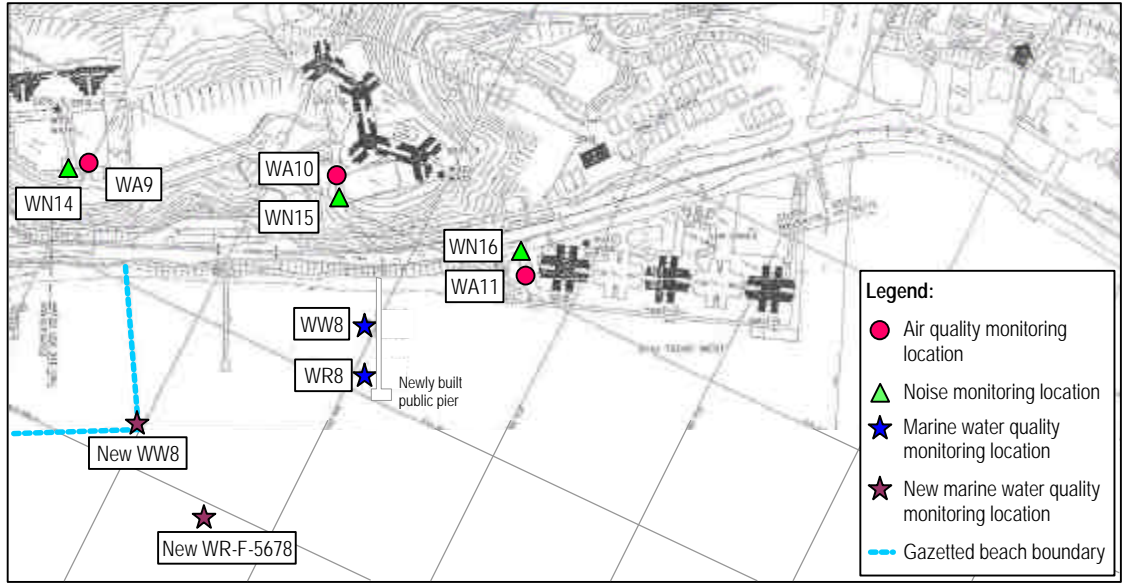 WA9
WN14
WA10
WN15
WN16
WA11
WW8
WR8
Newly built
public pier
New WW8
New WR-F-5678
Legend:
Air quality monitoring
location
Noise monitoring location
Marine water quality
monitoring location
New marine water quality
monitoring location
Gazetted beach boundary